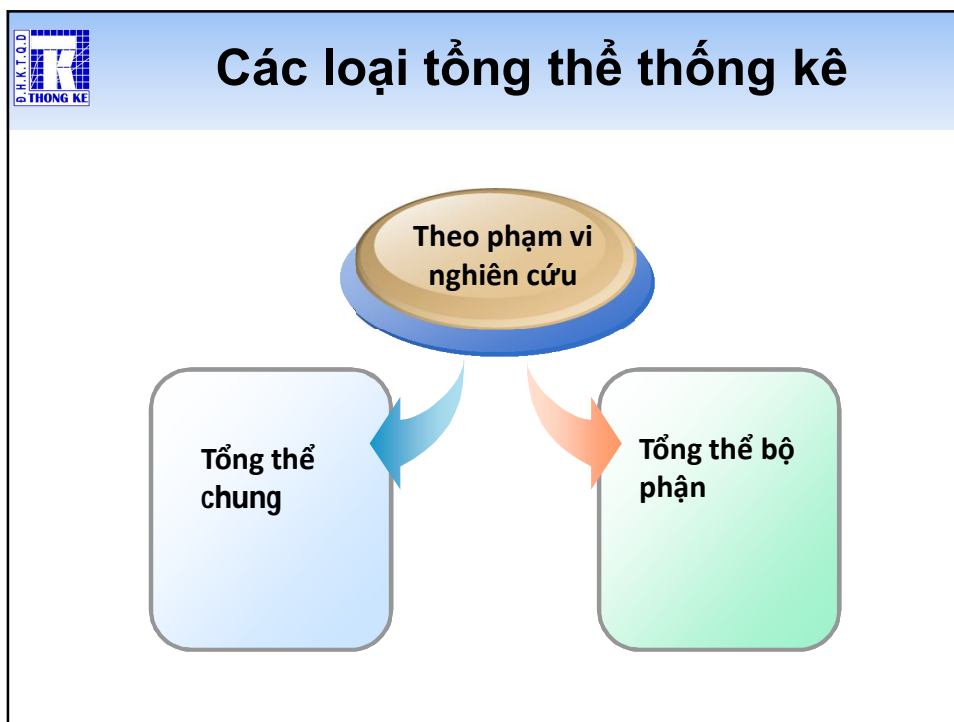 Đ.H.K.T.Q.D
TK
THONG KE
Các loại tổng thể thống kê
Theo phạm vi
nghiên cứu
Tổng thể
chung
Tổng thể bộ
phận